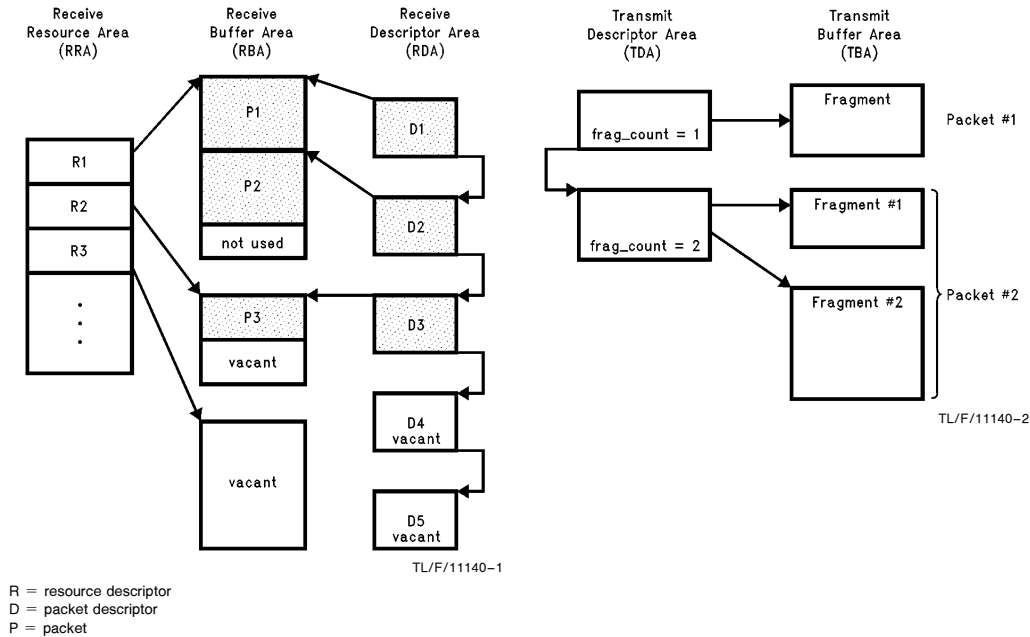 Receive
Resource Area
(RRA)
Receive
Buffer Area
(RBA)
Receive
Descriptor Area
(RDA)
R1
R2
R3
P1
P2
not used
P3
vacant
vacant
D1
D2
D3
D4
vacant
D5
vacant
TL/F/11140–1
R = resource descriptor
D = packet descriptor
P = packet
Transmit
Descriptor Area
(TDA)
Transmit
Buffer Area
(TBA)
frag_count = 1
Fragment
Packet #1
frag_count = 2
Fragment #1
Fragment #2
Packet #2
TL/F/11140–2